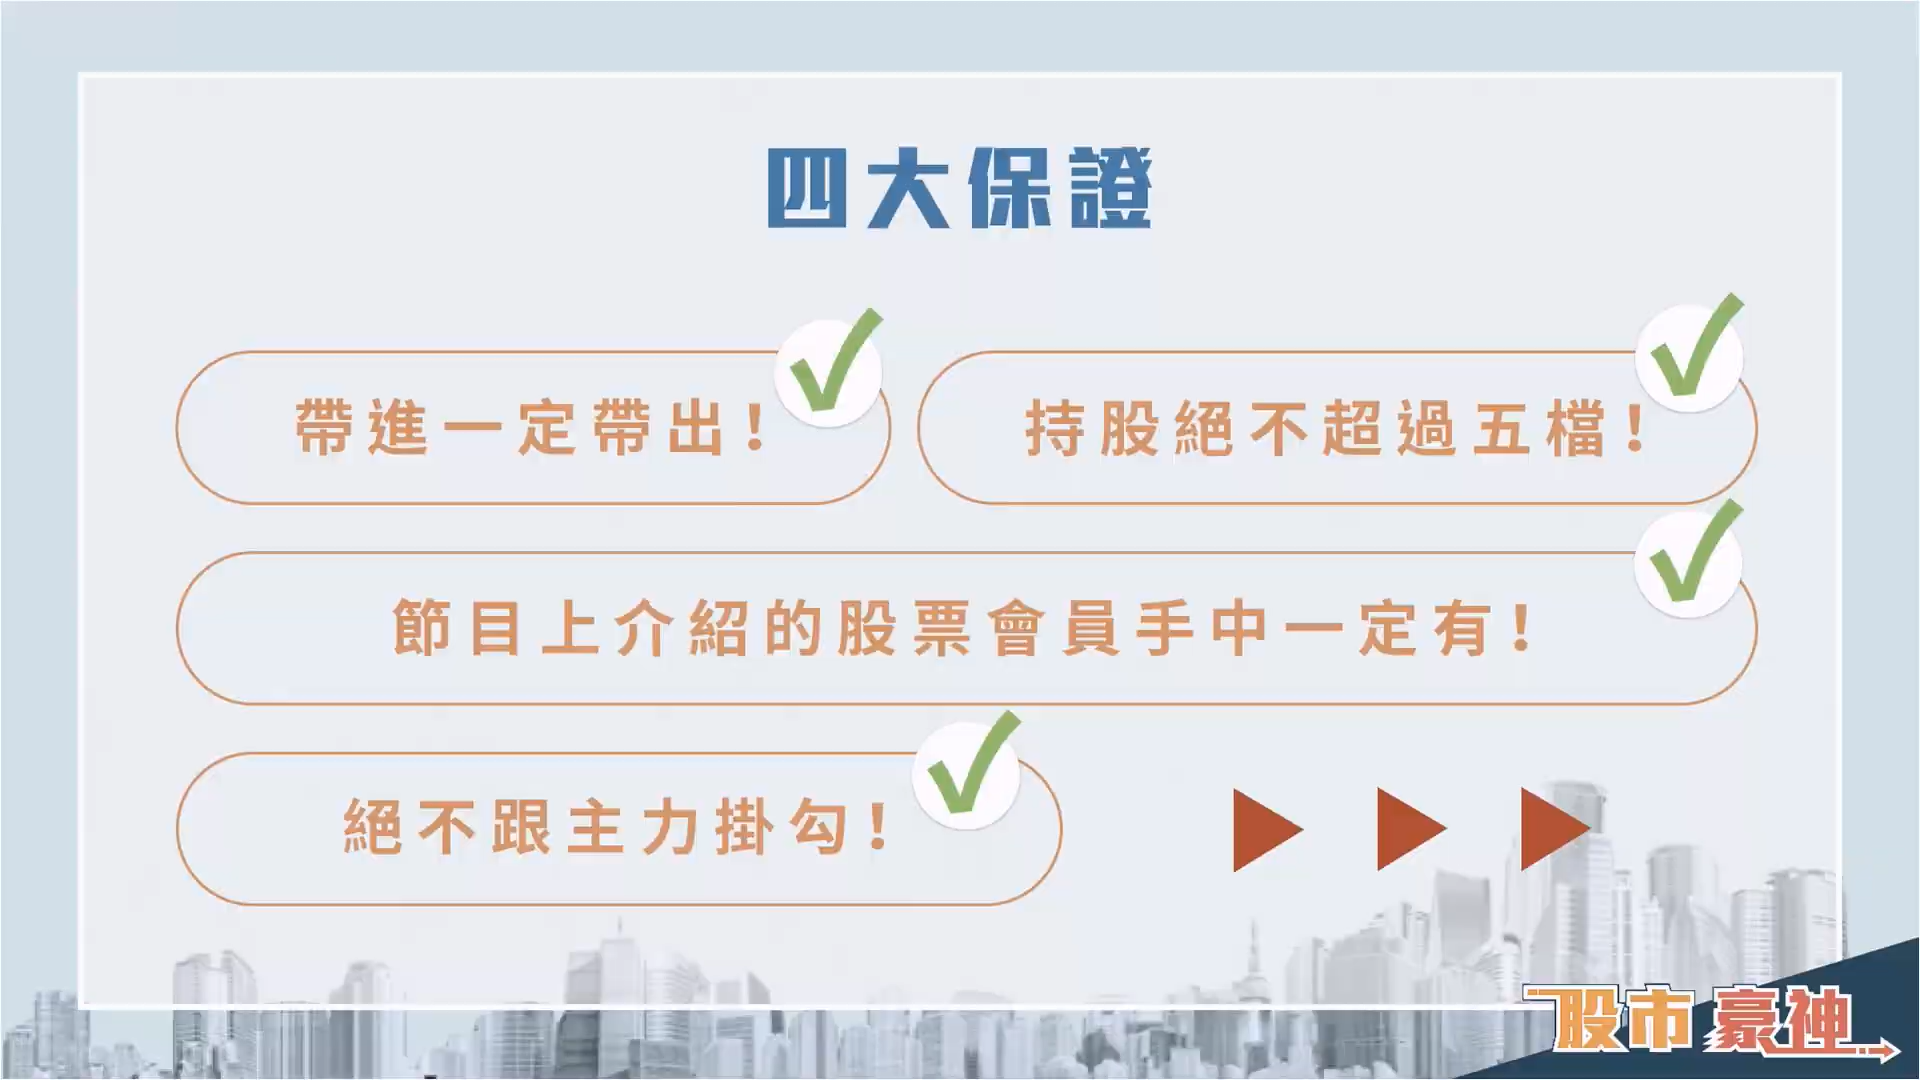 四大保證
帶進一定帶出！
持股絕不超過五檔！
節目上介紹的股票會員手中一定有！
絕不跟主力掛勾！
股市豪神